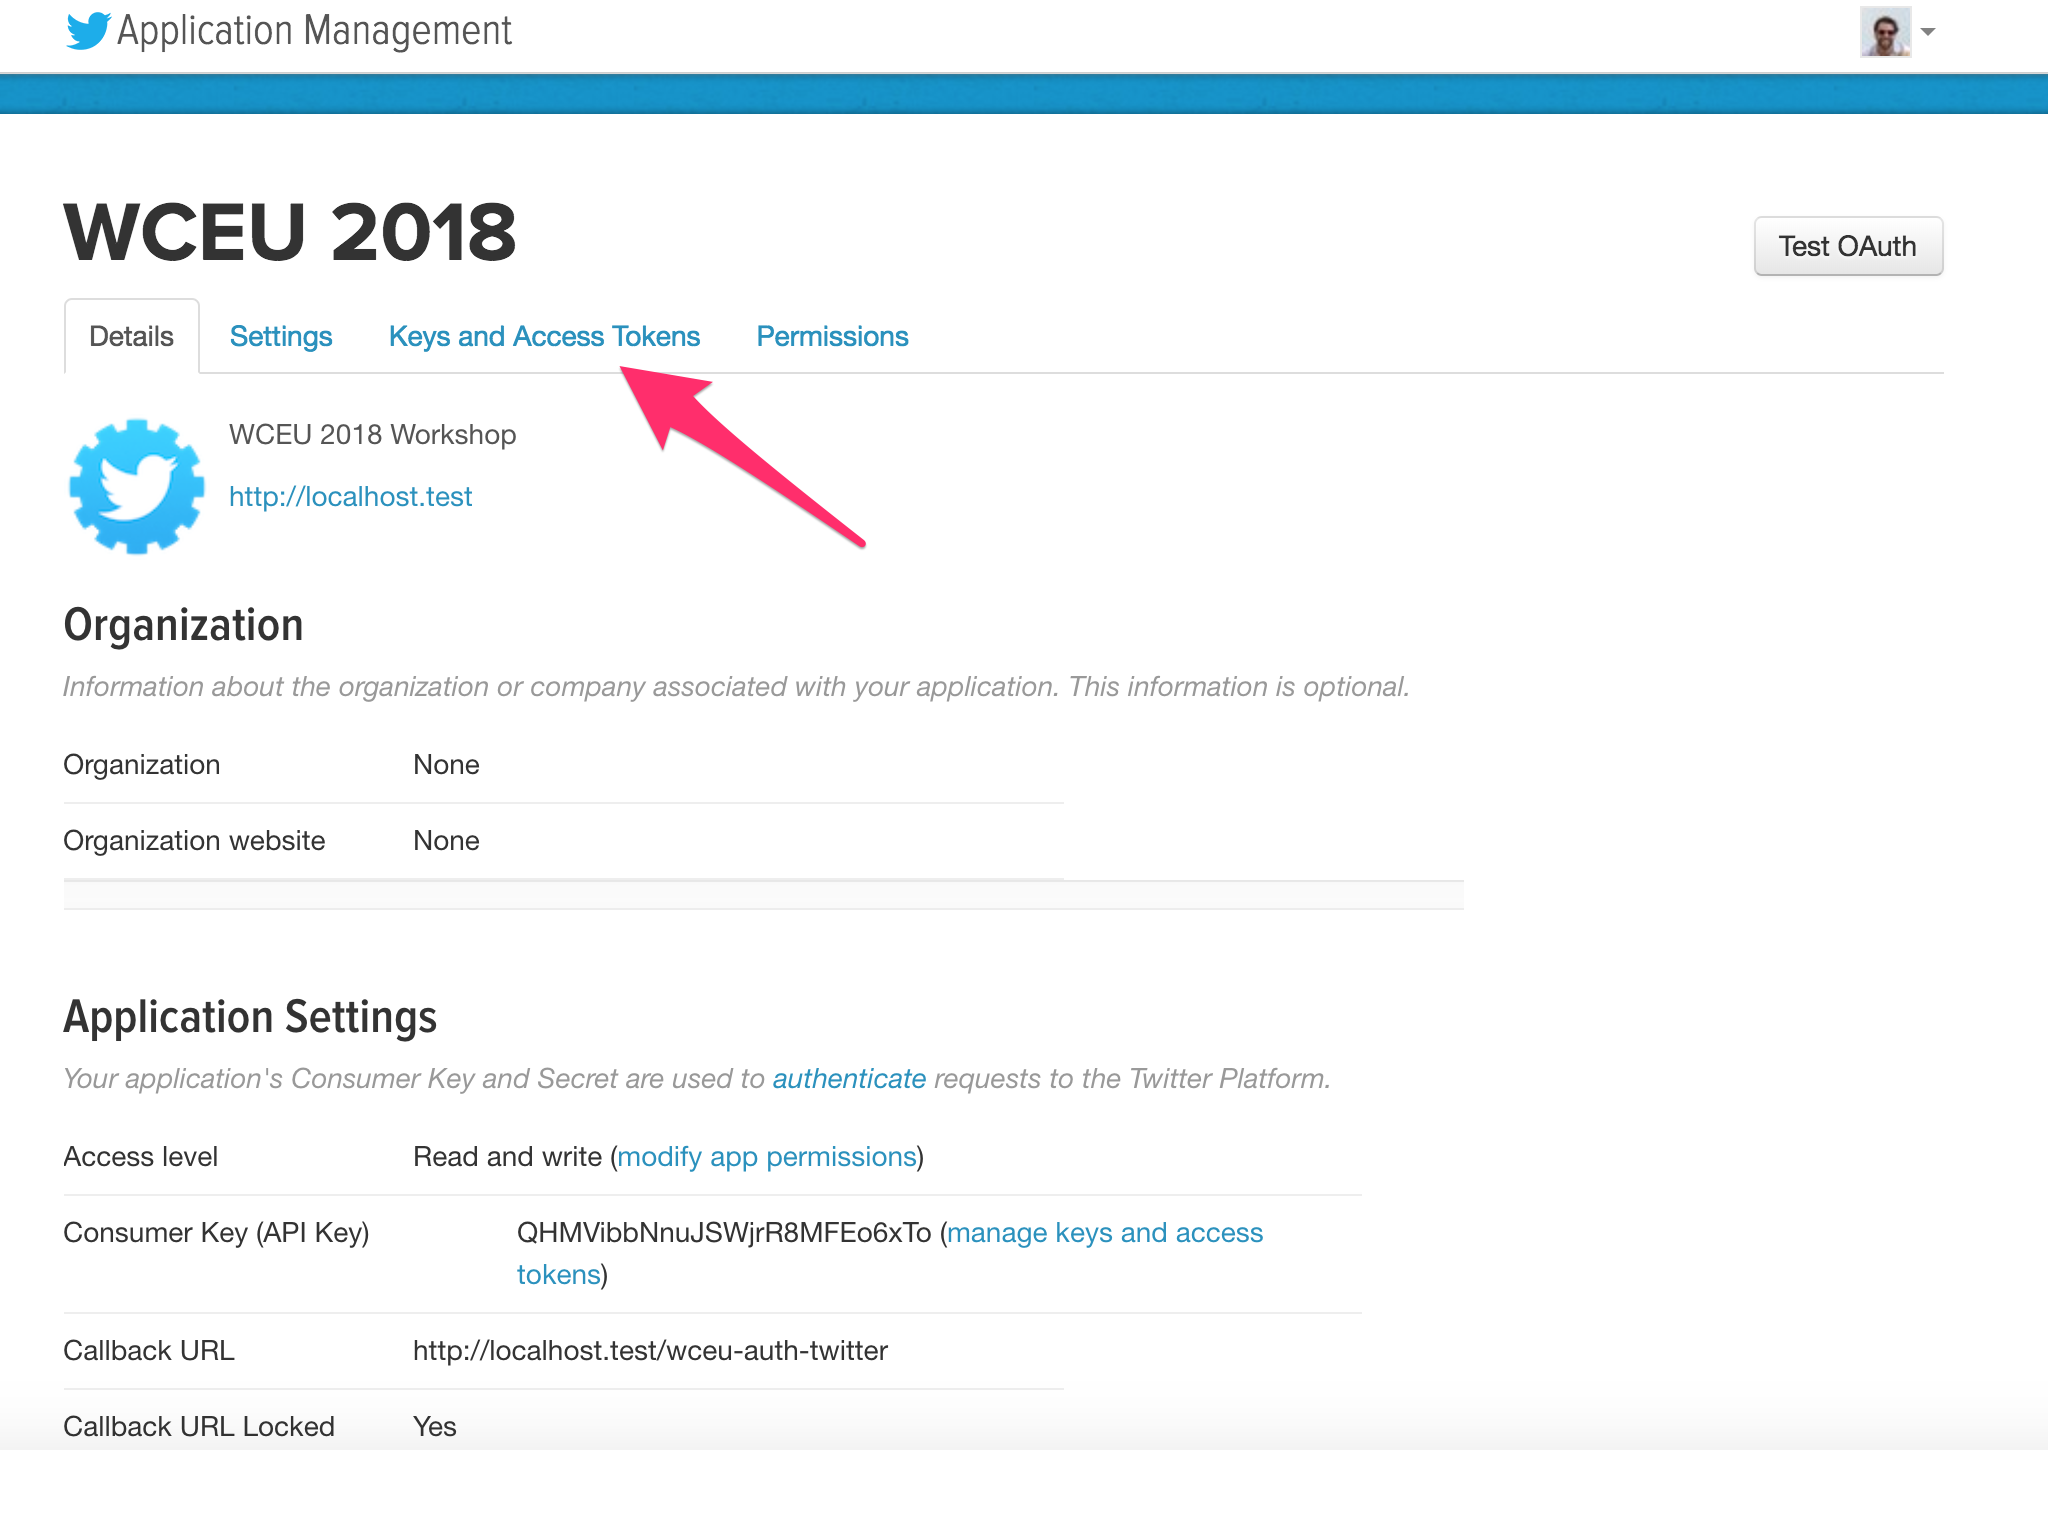 Application Management
WCEU 2018
Test OAuth
Details Settings Keys and Access Tokens Permissions
WCEU 2018 Workshop
http://localhost.test
Organization
Information about the organization or company associated with your application. This information is optional.
Organization None
Organization website None
Application Settings
Your application's Consumer Key and Secret are used to authenticate requests to the Twitter Platform.
Access level Read and write (modify app permissions)
Consumer Key (API Key) QHMVibbNnuJSWjrR8MFEo6xTo (manage keys and access
tokens)
Callback URL http://localhost.test/wceu-auth-twitter
Callback URL Locked Yes